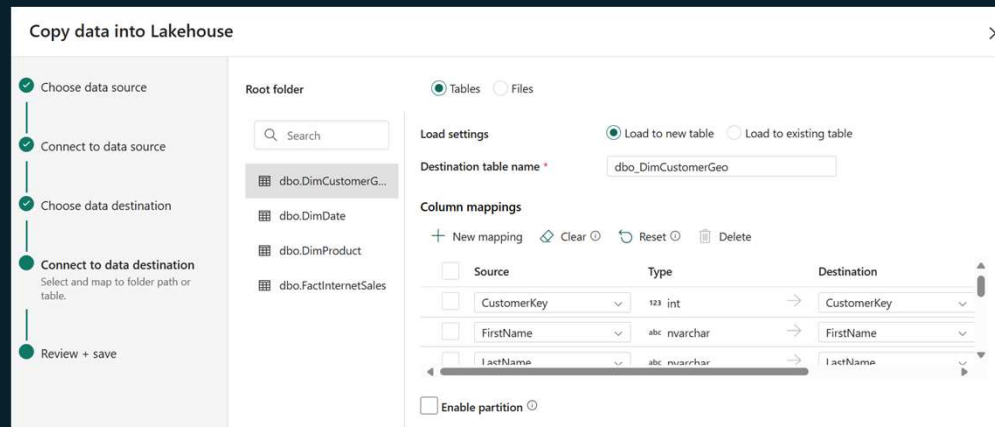 Copy data into Lakehouse
Choose data source
Connect to data source
Choose data destination
Connect to data destination
Select and map to folder path or
table.
Review + save
Root folder
Tables Files
Search
dbo.DimCustomerG...
dbo.DimDate
dbo.DimProduct
dbo.FactInternetSales
Load settings
Load to new table Load to existing table
Destination table name *
dbo_DimCustomerGeo
Column mappings
New mapping Clear Reset Delete
Source Type Destination
CustomerKey 123 int CustomerKey
FirstName abc nvarchar FirstName
LastName abc nvarchar LastName
Enable partition